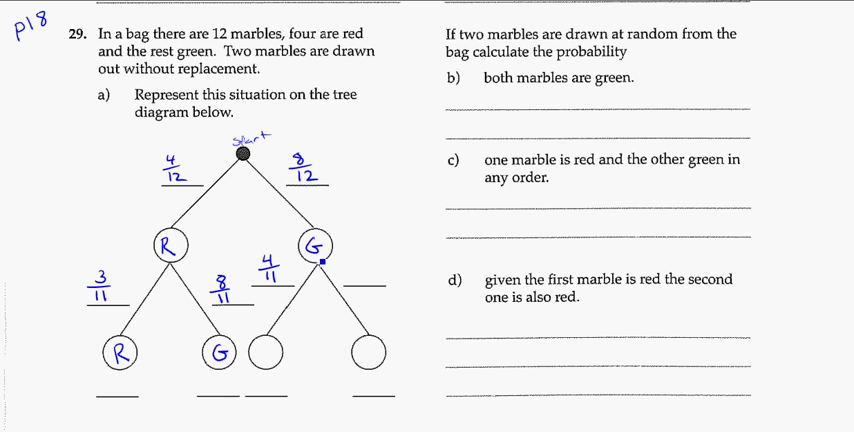 P18
29. In a bag there are 12 marbles, four are red
and the rest green. Two marbles are drawn
out without replacement.
a) Represent this situation on the tree
diagram below.
Start
4/12
8/12
R
G
3/11
8/11
4/11
R
G
If two marbles are drawn at random from the
bag calculate the probability
b) both marbles are green.
c) one marble is red and the other green in
any order.
d) given the first marble is red the second
one is also red.